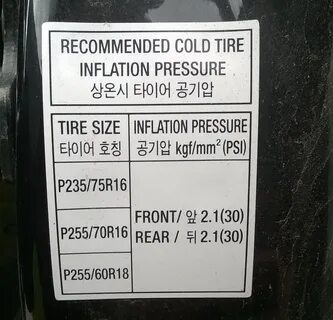 RECOMMENDED COLD TIRE
INFLATION PRESSURE
상온시 타이어 공기압
TIRE SIZE INFLATION PRESSURE
타이어 호칭 공기압 kgf/mm²(PSI)
P235/75R16
P255/70R16
P255/60R18
FRONT/ 앞 2.1(30)
REAR / 뒤 2.1(30)